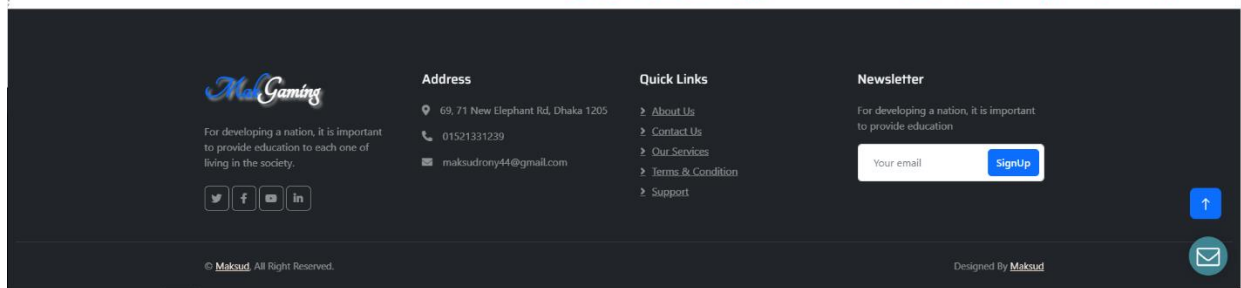 MakGaming
For developing a nation, it is important
to provide education to each one of
living in the society.
Address
69, 71 New Elephant Rd, Dhaka 1205
01521331239
maksudrony44@gmail.com
Quick Links
About Us
Contact Us
Our Services
Terms & Condition
Support
Newsletter
For developing a nation, it is important
to provide education
Your email
SignUp
© Maksud, All Right Reserved.
Designed By Maksud